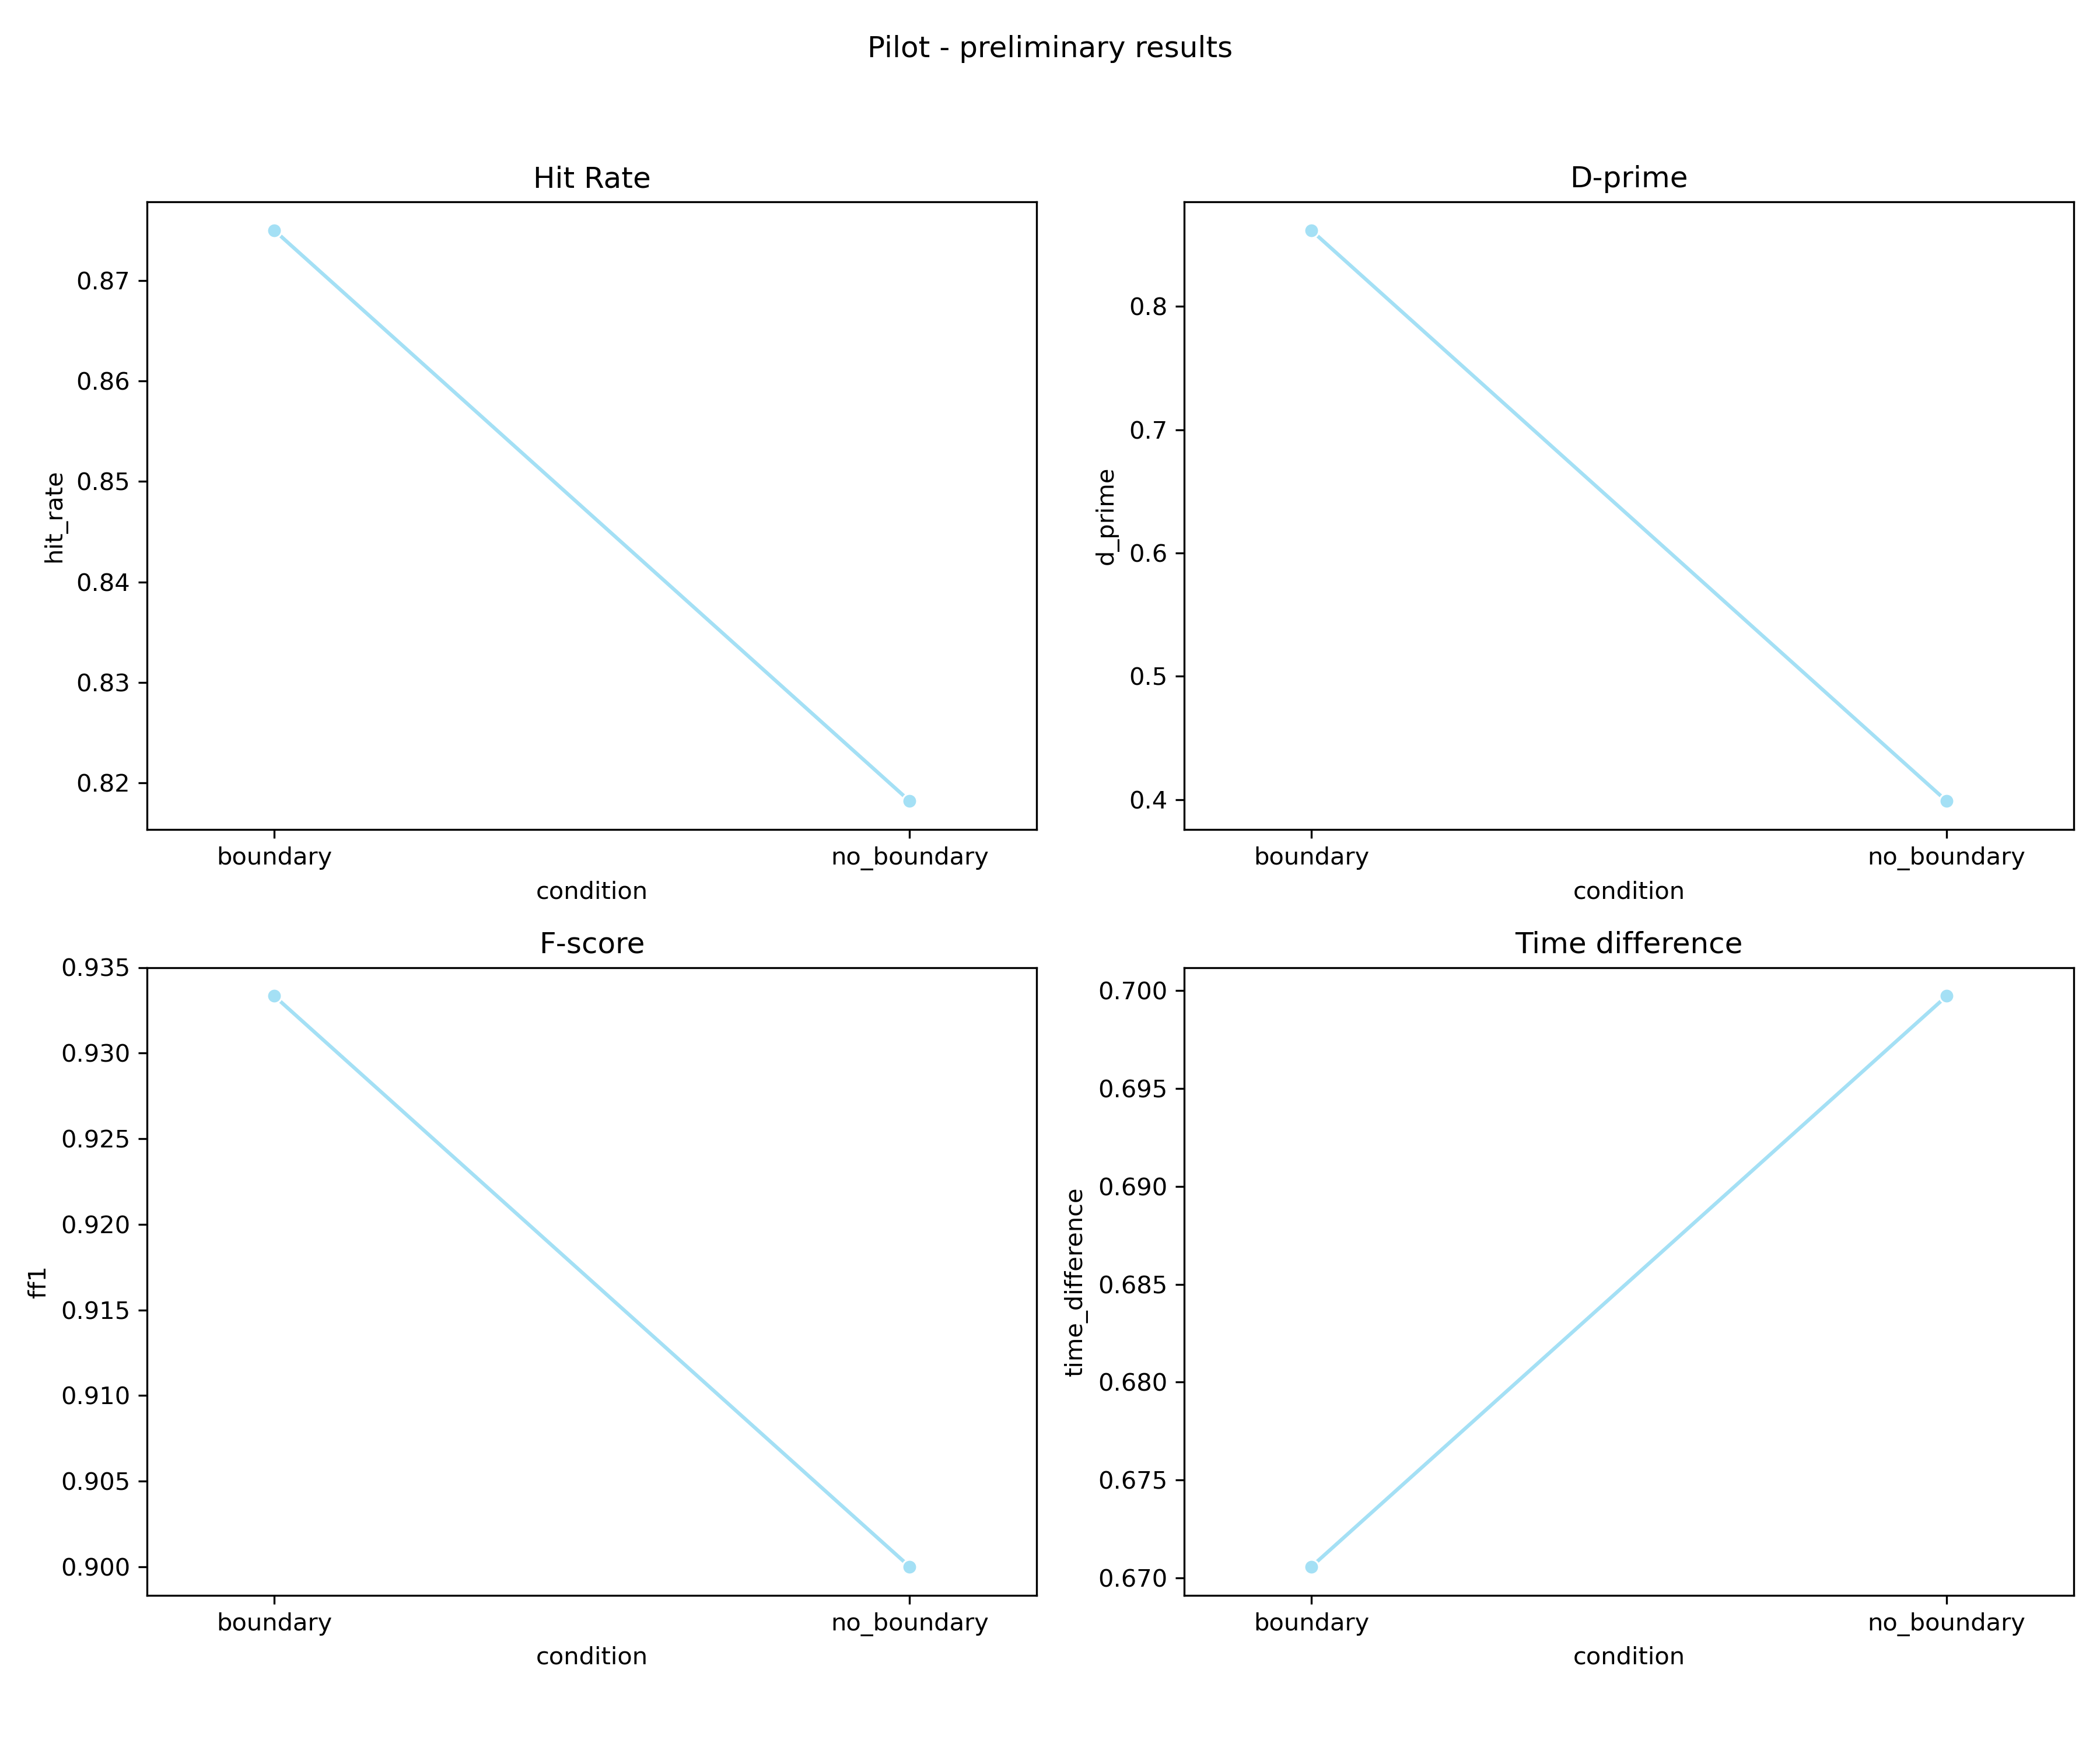 Pilot - preliminary results
Hit Rate
hit_rate
0.87
0.86
0.85
0.84
0.83
0.82
boundary
no_boundary
condition
D-prime
d_prime
0.8
0.7
0.6
0.5
0.4
boundary
no_boundary
condition
F-score
ff1
0.935
0.930
0.925
0.920
0.915
0.910
0.905
0.900
boundary
no_boundary
condition
Time difference
time_difference
0.700
0.695
0.690
0.685
0.680
0.675
0.670
boundary
no_boundary
condition